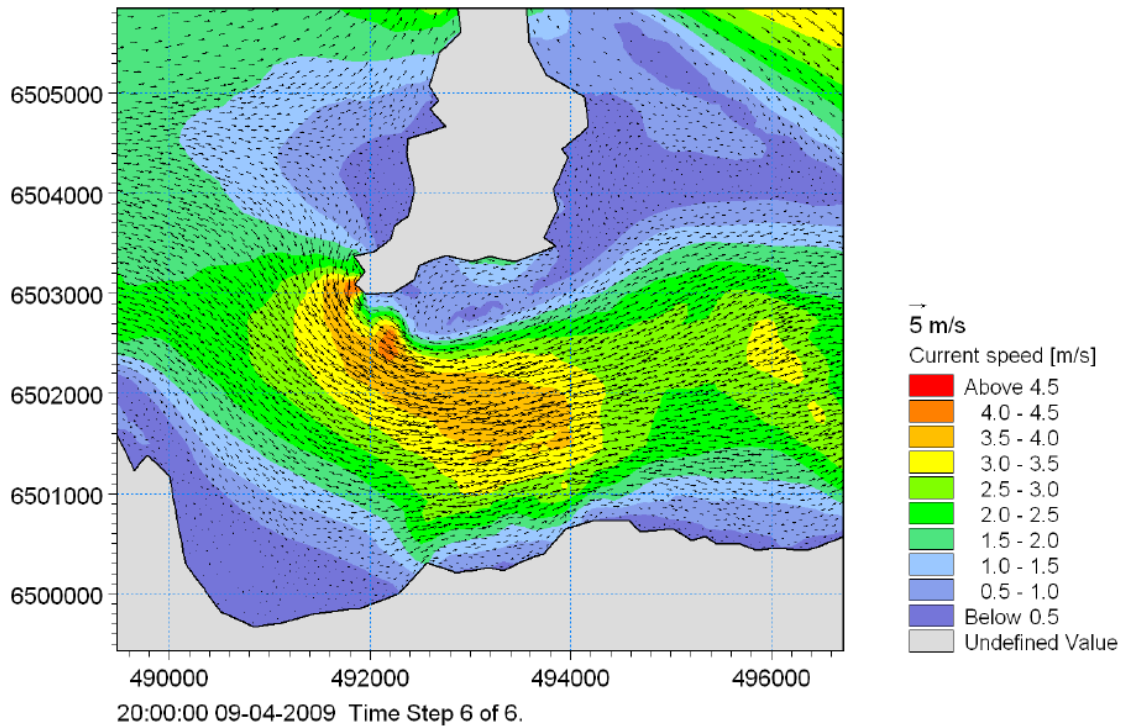 6505000
6504000
6503000
6502000
6501000
6500000
490000
492000
494000
496000
20:00:00 09-04-2009 Time Step 6 of 6.
5 m/s
Current speed [m/s]
Above 4.5
4.0 - 4.5
3.5 - 4.0
3.0 - 3.5
2.5 - 3.0
2.0 - 2.5
1.5 - 2.0
1.0 - 1.5
0.5 - 1.0
Below 0.5
Undefined Value